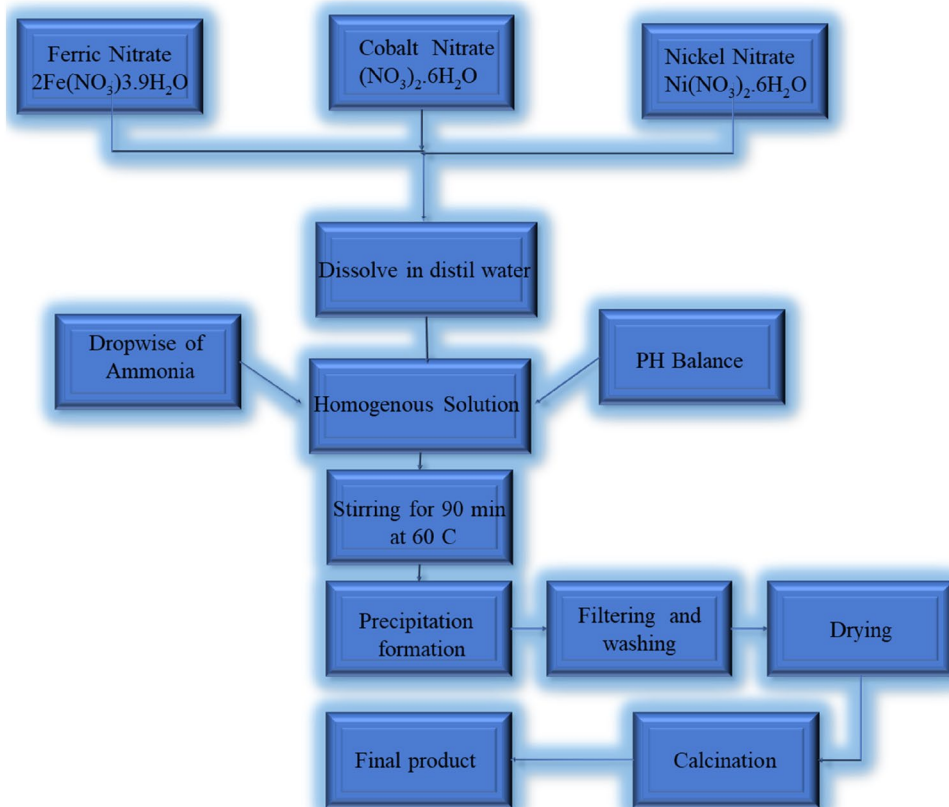 Ferric Nitrate
2Fe(NO₃)3.9H₂O
Cobalt Nitrate
(NO₃)₂.6H₂O
Nickel Nitrate
Ni(NO₃)₂.6H₂O
Dissolve in distil water
Dropwise of
Ammonia
PH Balance
Homogenous Solution
Stirring for 90 min
at 60 C
Precipitation
formation
Filtering and
washing
Drying
Final product
Calcination